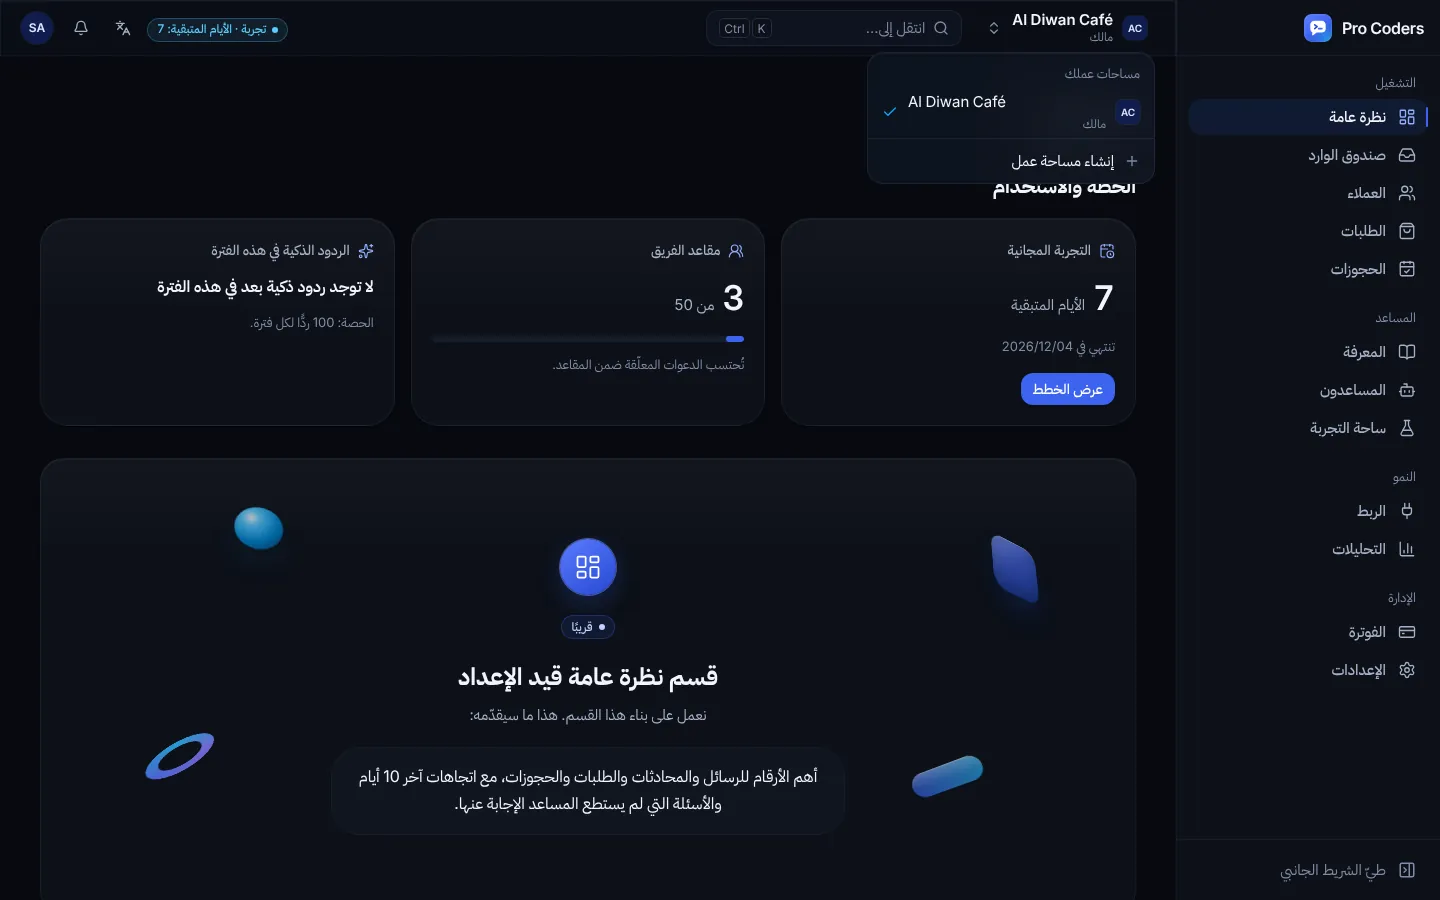 Pro Coders
التشغيل
نظرة عامة
صندوق الوارد
العملاء
الطلبات
الحجوزات
المساعد
المعرفة
المساعدون
ساحة التجربة
النمو
الربط
التحليلات
الإدارة
الفوترة
الإعدادات
طيّ الشريط الجانبي
AC
Al Diwan Café
مالك
انتقل إلى...
Ctrl K
تجربة · الأيام المتبقية: 7
SA
مساحات عملك
AC
Al Diwan Café
مالك
إنشاء مساحة عمل
الخطة والاستخدام
التجربة المجانية
7 الأيام المتبقية
تنتهي في 2026/12/04
عرض الخطط
مقاعد الفريق
3 من 50
تُحتسب الدعوات المعلّقة ضمن المقاعد.
الردود الذكية في هذه الفترة
لا توجد ردود ذكية بعد في هذه الفترة
الحصة: 100 ردًّا لكل فترة.
قريبًا
قسم نظرة عامة قيد الإعداد
نعمل على بناء هذا القسم. هذا ما سيقدّمه:
أهم الأرقام للرسائل والمحادثات والطلبات والحجوزات، مع اتجاهات آخر 10 أيام
والأسئلة التي لم يستطع المساعد الإجابة عنها.